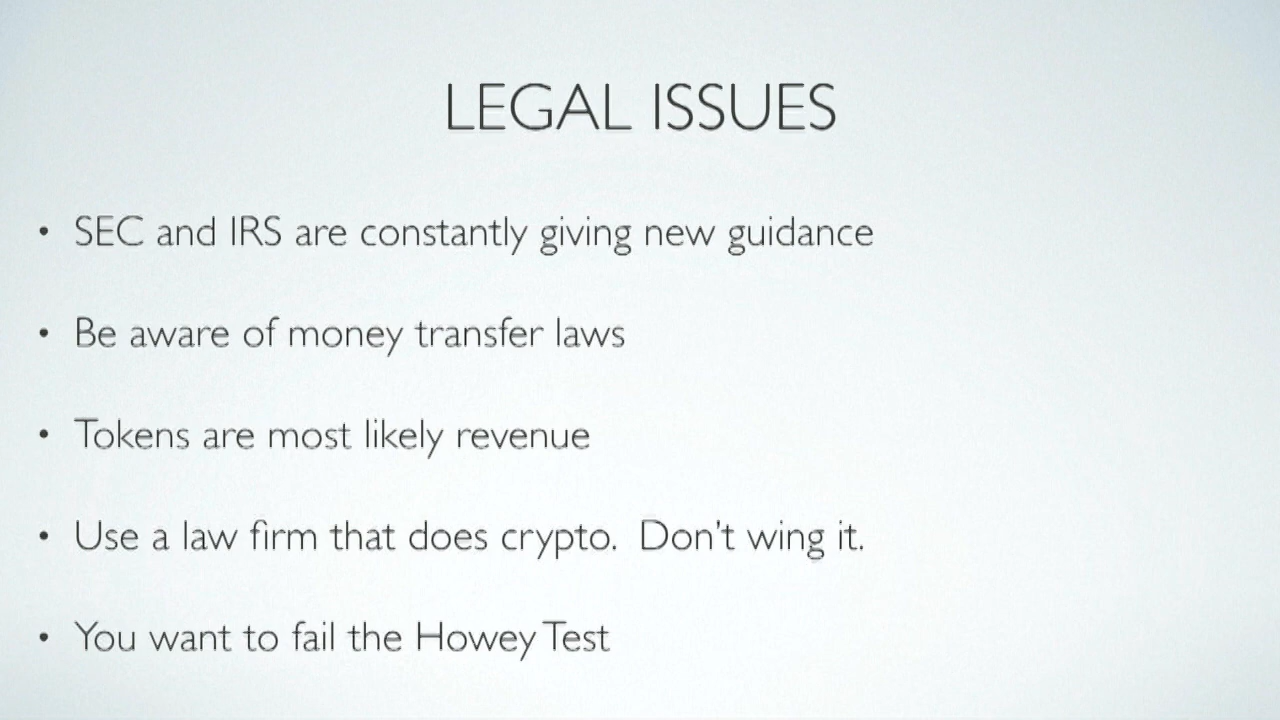 LEGAL ISSUES
• SEC and IRS are constantly giving new guidance
• Be aware of money transfer laws
• Tokens are most likely revenue
• Use a law firm that does crypto.  Don't wing it.
• You want to fail the Howey Test